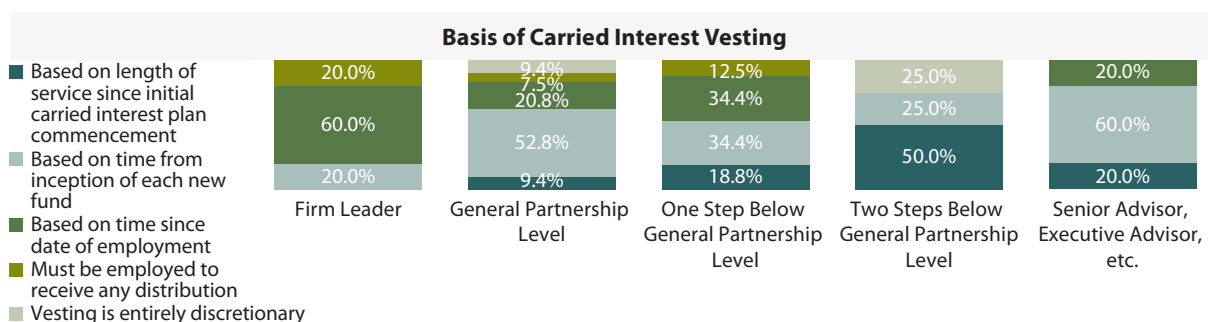 Basis of Carried Interest Vesting
Based on length of
service since initial
carried interest plan
commencement
Based on time from
inception of each new
fund
Based on time since
date of employment
Must be employed to
receive any distribution
Vesting is entirely discretionary
20.0%
60.0%
20.0%
Firm Leader
9.4%
7.5%
20.8%
52.8%
9.4%
General Partnership
Level
12.5%
34.4%
34.4%
18.8%
One Step Below
General Partnership
Level
25.0%
25.0%
50.0%
Two Steps Below
General Partnership
Level
20.0%
60.0%
20.0%
Senior Advisor,
Executive Advisor,
etc.